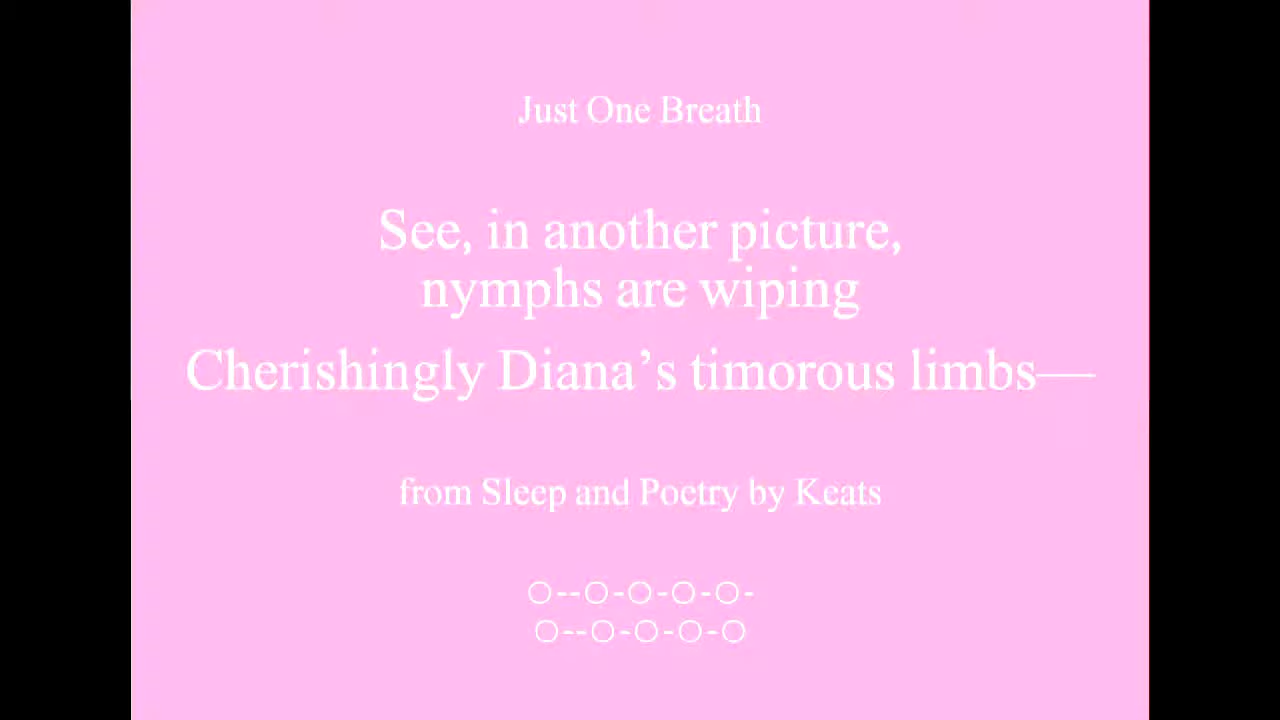 Just One Breath
See, in another picture,
nymphs are wiping
Cherishingly Diana’s timorous limbs—
from Sleep and Poetry by Keats
○--○-○-○-○-
○--○-○-○-○